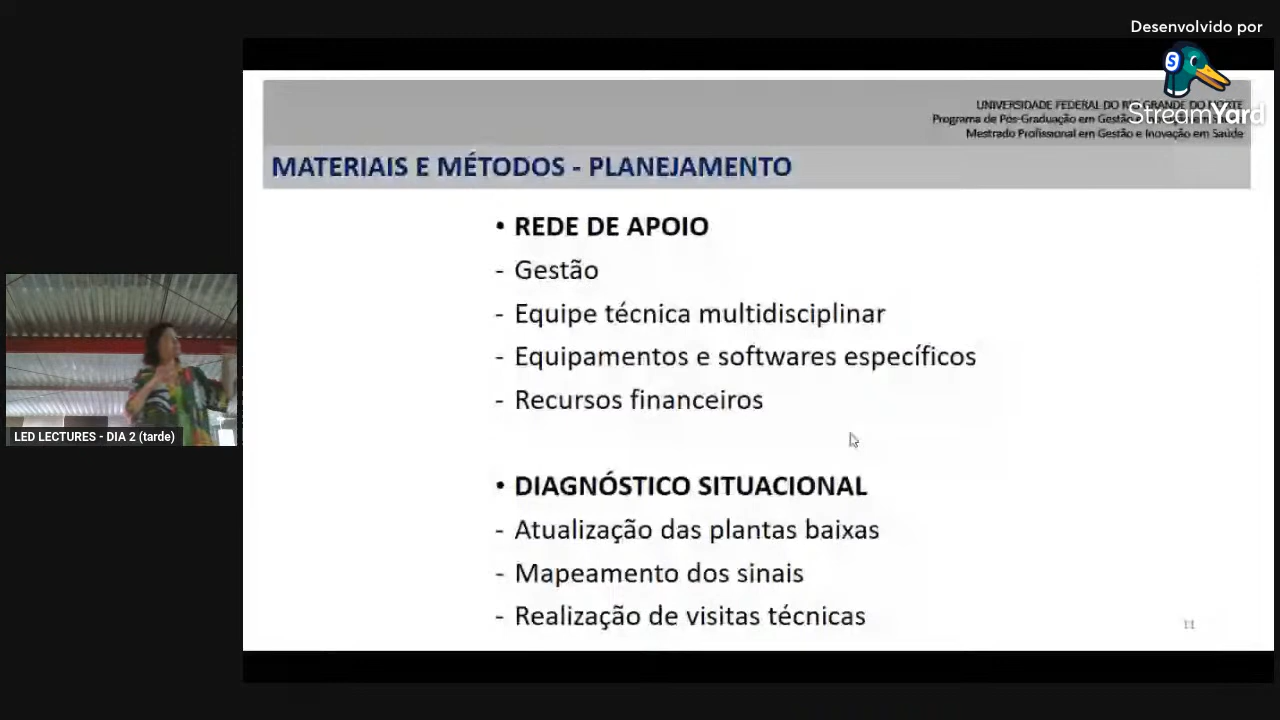 Desenvolvido por
StreamYard
UNIVERSIDADE FEDERAL DO RIO GRANDE DO NORTE
Programa de Pós-Graduação em Gestão
Mestrado Profissional em Gestão e Inovação em Saúde
MATERIAIS E MÉTODOS - PLANEJAMENTO
• REDE DE APOIO
- Gestão
- Equipe técnica multidisciplinar
- Equipamentos e softwares específicos
- Recursos financeiros
• DIAGNÓSTICO SITUACIONAL
- Atualização das plantas baixas
- Mapeamento dos sinais
- Realização de visitas técnicas
11
LED LECTURES - DIA 2 (tarde)